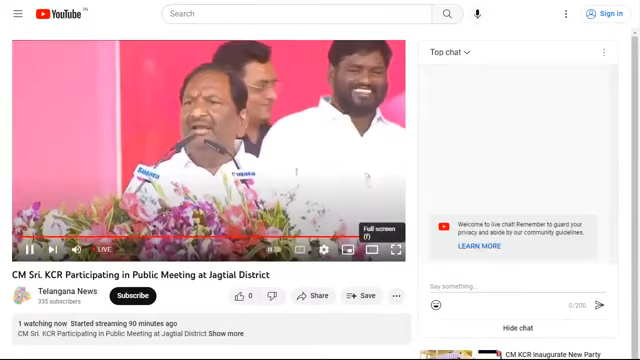 YouTube IN
Search
Sign in
Top chat
Sukata
Full screen
(f)
LIVE
Welcome to live chat! Remember to guard your
privacy and abide by our community guidelines.
LEARN MORE
CM Sri. KCR Participating in Public Meeting at Jagtial District
Telangana News
335 subscribers
Subscribe
0
Share
Save
Say something...
0/200
1 watching now Started streaming 90 minutes ago
CM Sri. KCR Participating in Public Meeting at Jagtial District Show more
Hide chat
CM KCR Inaugurate New Party